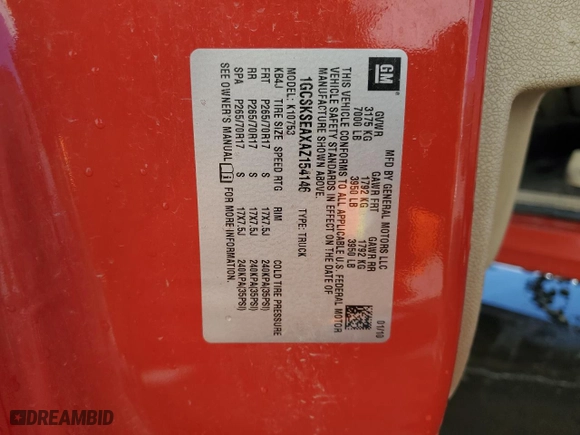 GM
MFD BY GENERAL MOTORS LLC
01/10
GVWR GAWR FRT GAWR RR
3175 KG 1792 KG 1792 KG
7000 LB 3950 LB 3950 LB
THIS VEHICLE CONFORMS TO ALL APPLICABLE U.S. FEDERAL MOTOR
VEHICLE SAFETY STANDARDS IN EFFECT ON THE DATE OF
MANUFACTURE SHOWN ABOVE.
1GCSKSEAXAZ154146 TYPE: TRUCK
MODEL: K10753
KB4J TIRE SIZE SPEED RTG RIM COLD TIRE PRESSURE
FRT P265/70R17 S 17X7.5J 240KPA(35PSI)
RR P265/70R17 S 17X7.5J 240KPA(35PSI)
SPA P265/70R17 S 17X7.5J 240KPA(35PSI)
SEE OWNER'S MANUAL FOR MORE INFORMATION.
DREAMBID